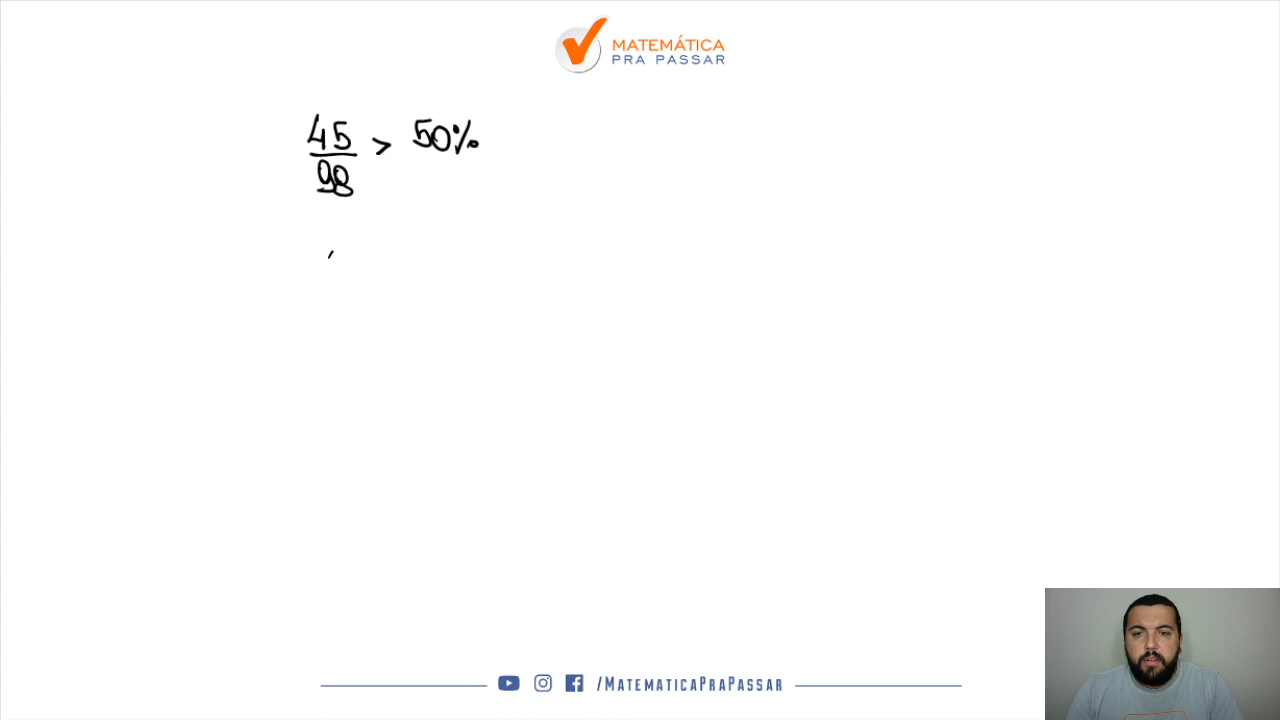 MATEMÁTICA
PRA PASSAR
45/98 > 50%
/MATEMATICAPRAPASSAR